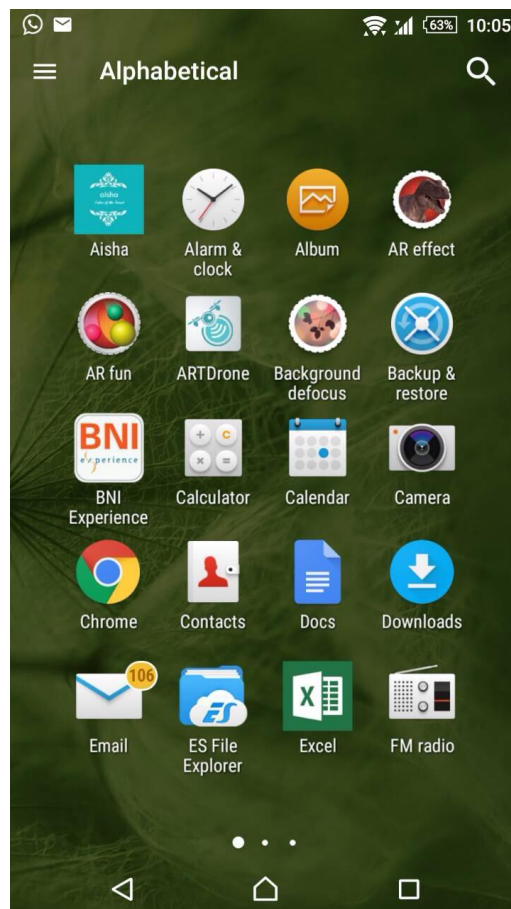 63% 10:05
Alphabetical
aisha
Aisha
Alarm &
clock
Album
AR effect
AR fun
ARTDrone
Background
defocus
Backup &
restore
BNI
experience
BNI
Experience
Calculator
Calendar
Camera
Chrome
Contacts
Docs
Downloads
106
Email
ES
ES File
Explorer
Excel
FM radio